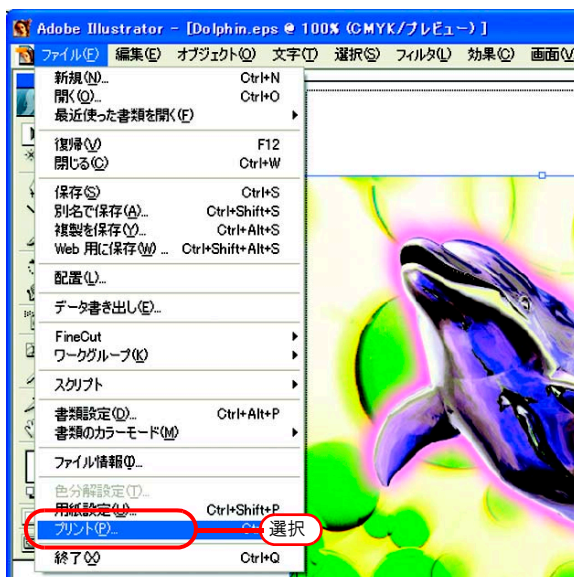 Adobe Illustrator - [Dolphin.eps @ 100% (CMYK/プレビュー) ]
ファイル(F) 編集(E) オブジェクト(O) 文字(T) 選択(S) フィルタ(L) 効果(C) 画面(V
新規(N)... Ctrl+N
開く(O)... Ctrl+O
最近使った書類を開く(F)
復帰(V) F12
閉じる(C) Ctrl+W
保存(S) Ctrl+S
別名で保存(A)... Ctrl+Shift+S
複製を保存(Y)... Ctrl+Alt+S
Web 用に保存(W) ... Ctrl+Shift+Alt+S
配置(L)...
データ書き出し(E)...
FineCut
ワークグループ(K)
スクリプト
書類設定(D)... Ctrl+Alt+P
書類のカラーモード(M)
ファイル情報(I)...
色分解設定(T)...
用紙設定(U)... Ctrl+Shift+P
プリント(P)... 選択
終了(X) Ctrl+Q